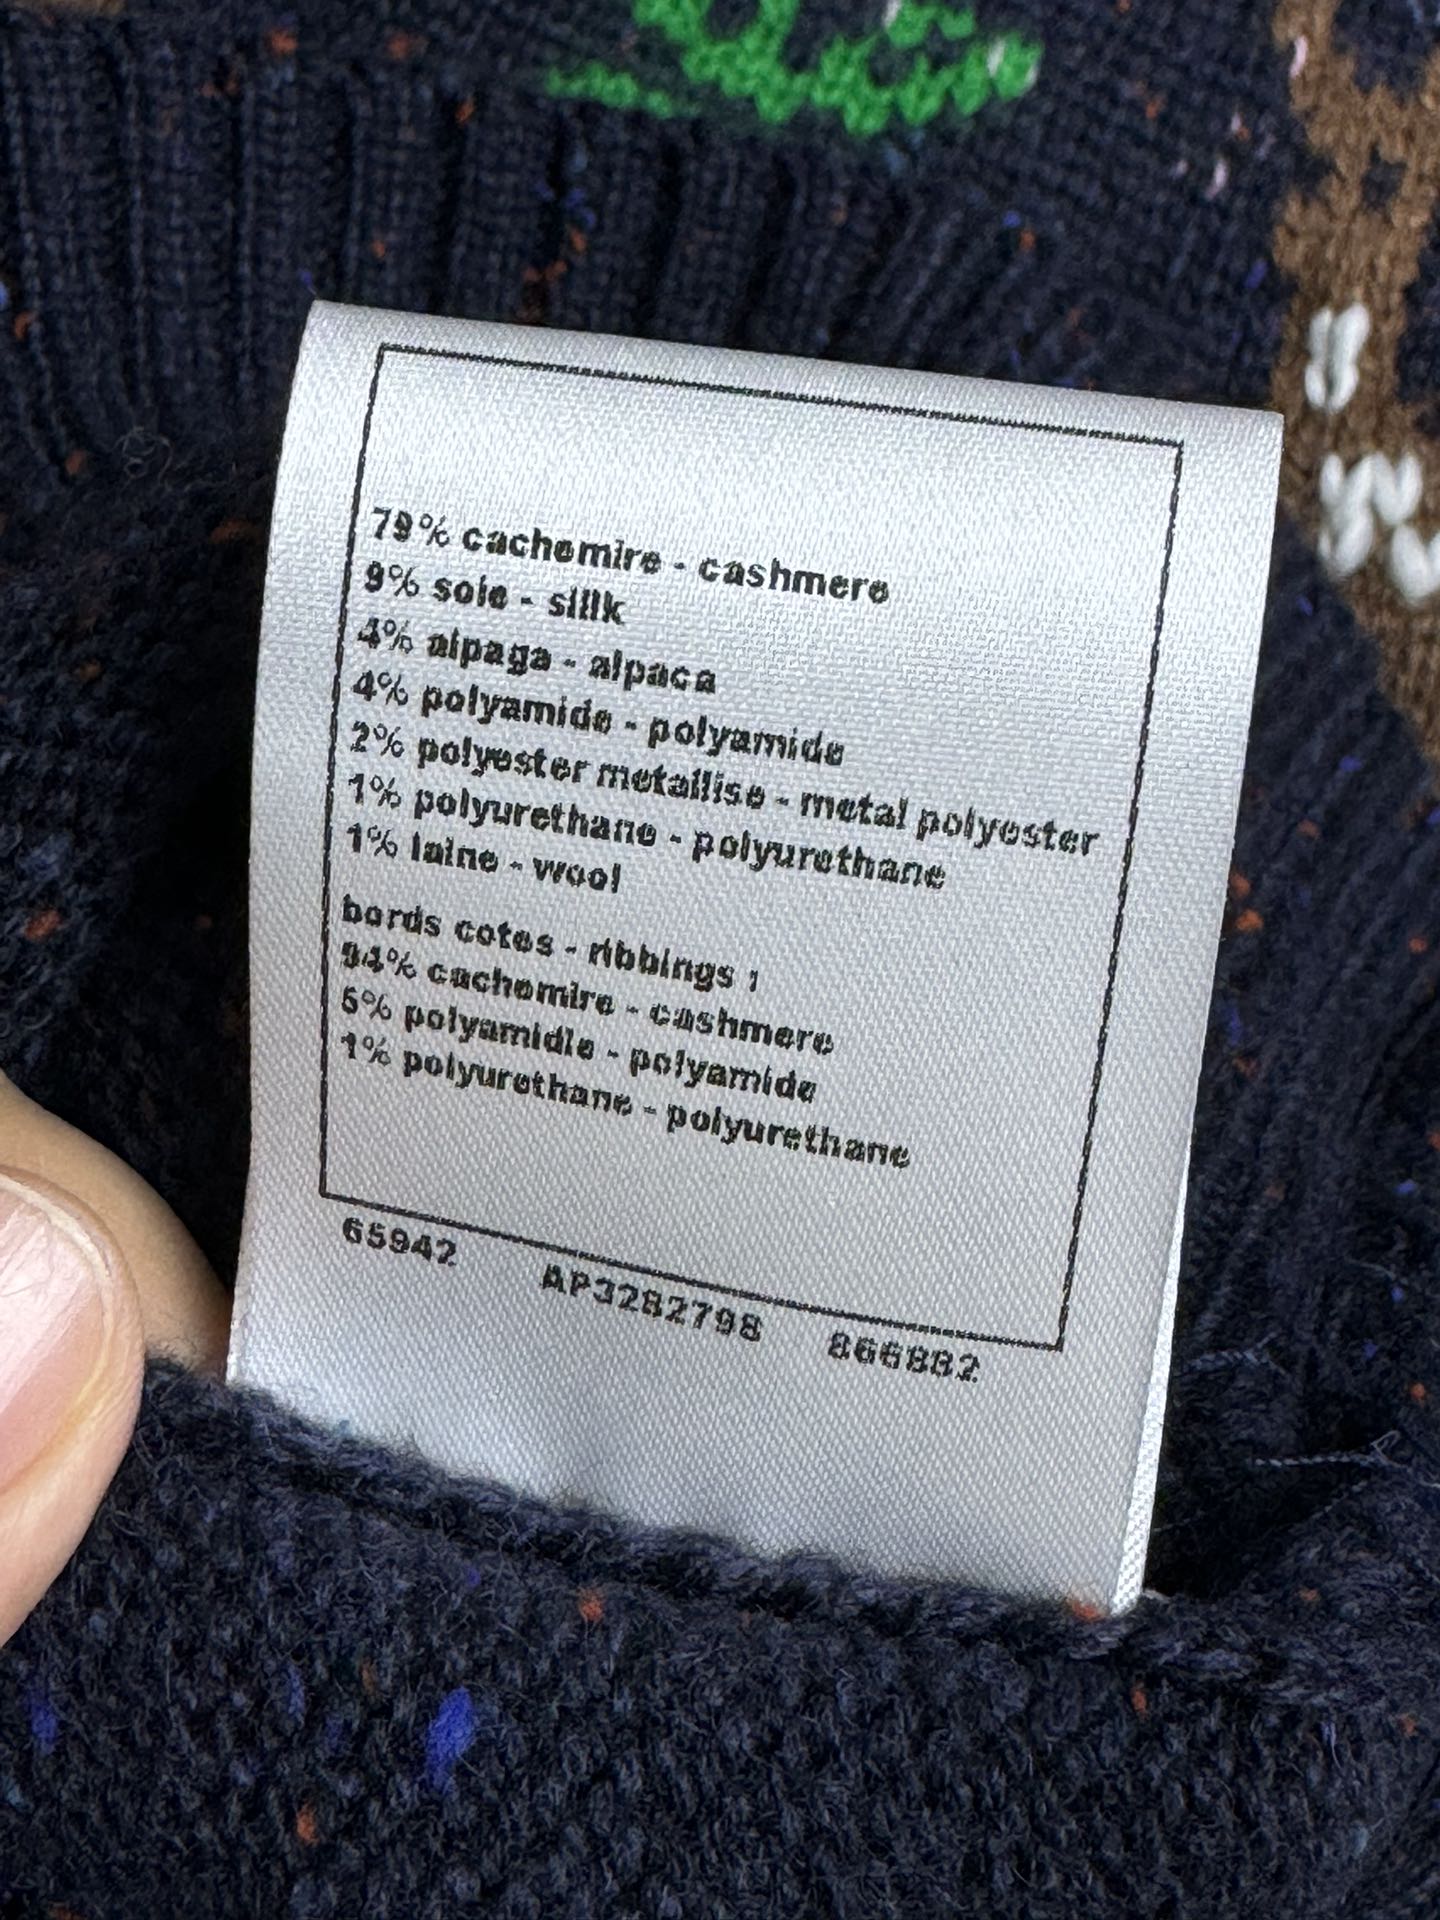 79% cachemire - cashmere
9% soie - sillk
4% alpaga - alpaca
4% polyamide - polyamide
2% polyester metallise - metal polyester
1% polyurethane - polyurethane
1% laine - wool
bords cotes - ribbings :
94% cachemire - cashmere
5% polyamidle - polyamide
1% polyurethane - polyurethane
65942 AP3282798 866882